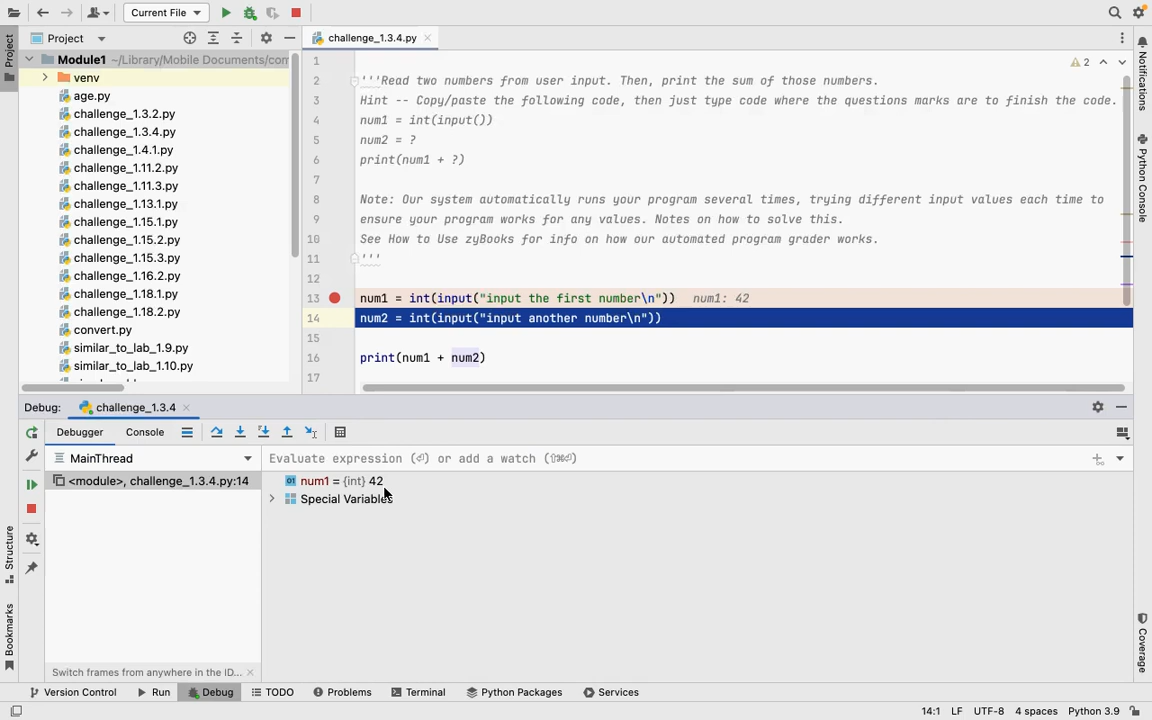 Current File
Project
challenge_1.3.4.py
Module1 ~/Library/Mobile Documents/com
venv
age.py
challenge_1.3.2.py
challenge_1.3.4.py
challenge_1.4.1.py
challenge_1.11.2.py
challenge_1.11.3.py
challenge_1.13.1.py
challenge_1.15.1.py
challenge_1.15.2.py
challenge_1.15.3.py
challenge_1.16.2.py
challenge_1.18.1.py
challenge_1.18.2.py
convert.py
similar_to_lab_1.9.py
similar_to_lab_1.10.py
1
2 '''Read two numbers from user input. Then, print the sum of those numbers.
3 Hint -- Copy/paste the following code, then just type code where the questions marks are to finish the code.
4 num1 = int(input())
5 num2 = ?
6 print(num1 + ?)
7
8 Note: Our system automatically runs your program several times, trying different input values each time to
9 ensure your program works for any values. Notes on how to solve this.
10 See How to Use zyBooks for info on how our automated program grader works.
11 '''
12
13 num1 = int(input("input the first number\n")) num1: 42
14 num2 = int(input("input another number\n"))
15
16 print(num1 + num2)
17
2
Project
Structure
Bookmarks
Notifications
Python Console
Coverage
Debug: challenge_1.3.4
Debugger Console
MainThread
Evaluate expression (⏎) or add a watch (⇧⌘⏎)
<module>, challenge_1.3.4.py:14
01 num1 = {int} 42
Special Variables
Switch frames from anywhere in the ID...
Version Control Run Debug TODO Problems Terminal Python Packages Services
14:1 LF UTF-8 4 spaces Python 3.9